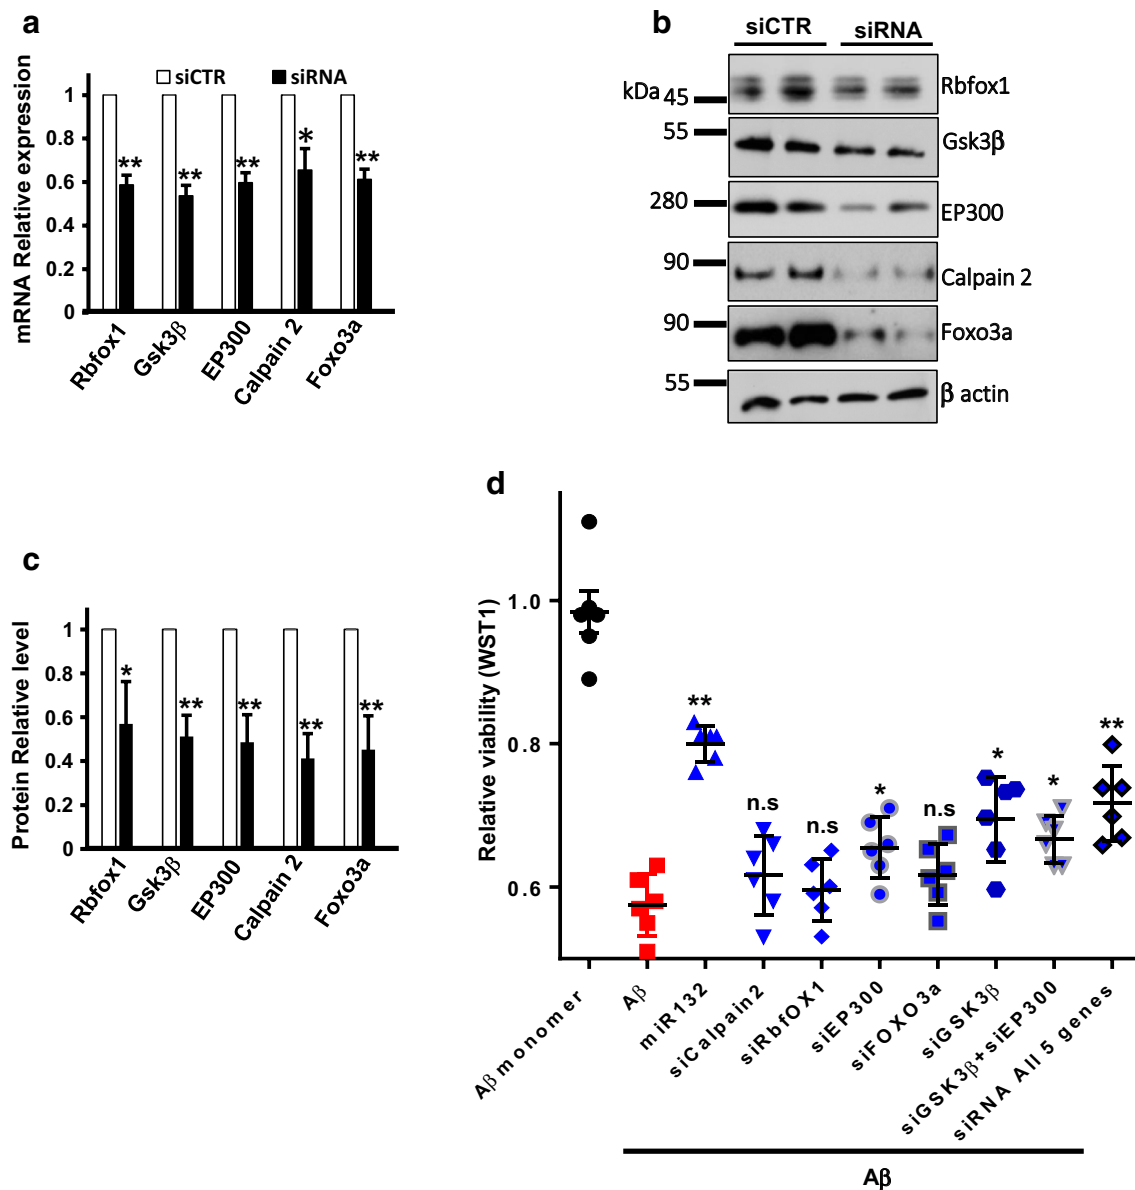 a
siCTR
siRNA
mRNA Relative expression
1
0.8
0.6
0.4
0.2
0
**
**
**
*
**
Rbfox1
Gsk3β
EP300
Calpain 2
Foxo3a
b
siCTR
siRNA
kDa
45
Rbfox1
55
Gsk3β
280
EP300
90
Calpain 2
90
Foxo3a
55
β actin
c
Protein Relative level
1
0.8
0.6
0.4
0.2
0
*
**
**
**
**
Rbfox1
Gsk3β
EP300
Calpain 2
Foxo3a
d
Relative viability (WST1)
1.0
0.8
0.6
**
n.s
n.s
*
n.s
*
*
**
Aβ monomer
Aβ
miR132
siCalpain2
siRbfOX1
siEP300
siFOXO3a
siGSK3β
siGSK3β+siEP300
siRNA All 5 genes
Aβ